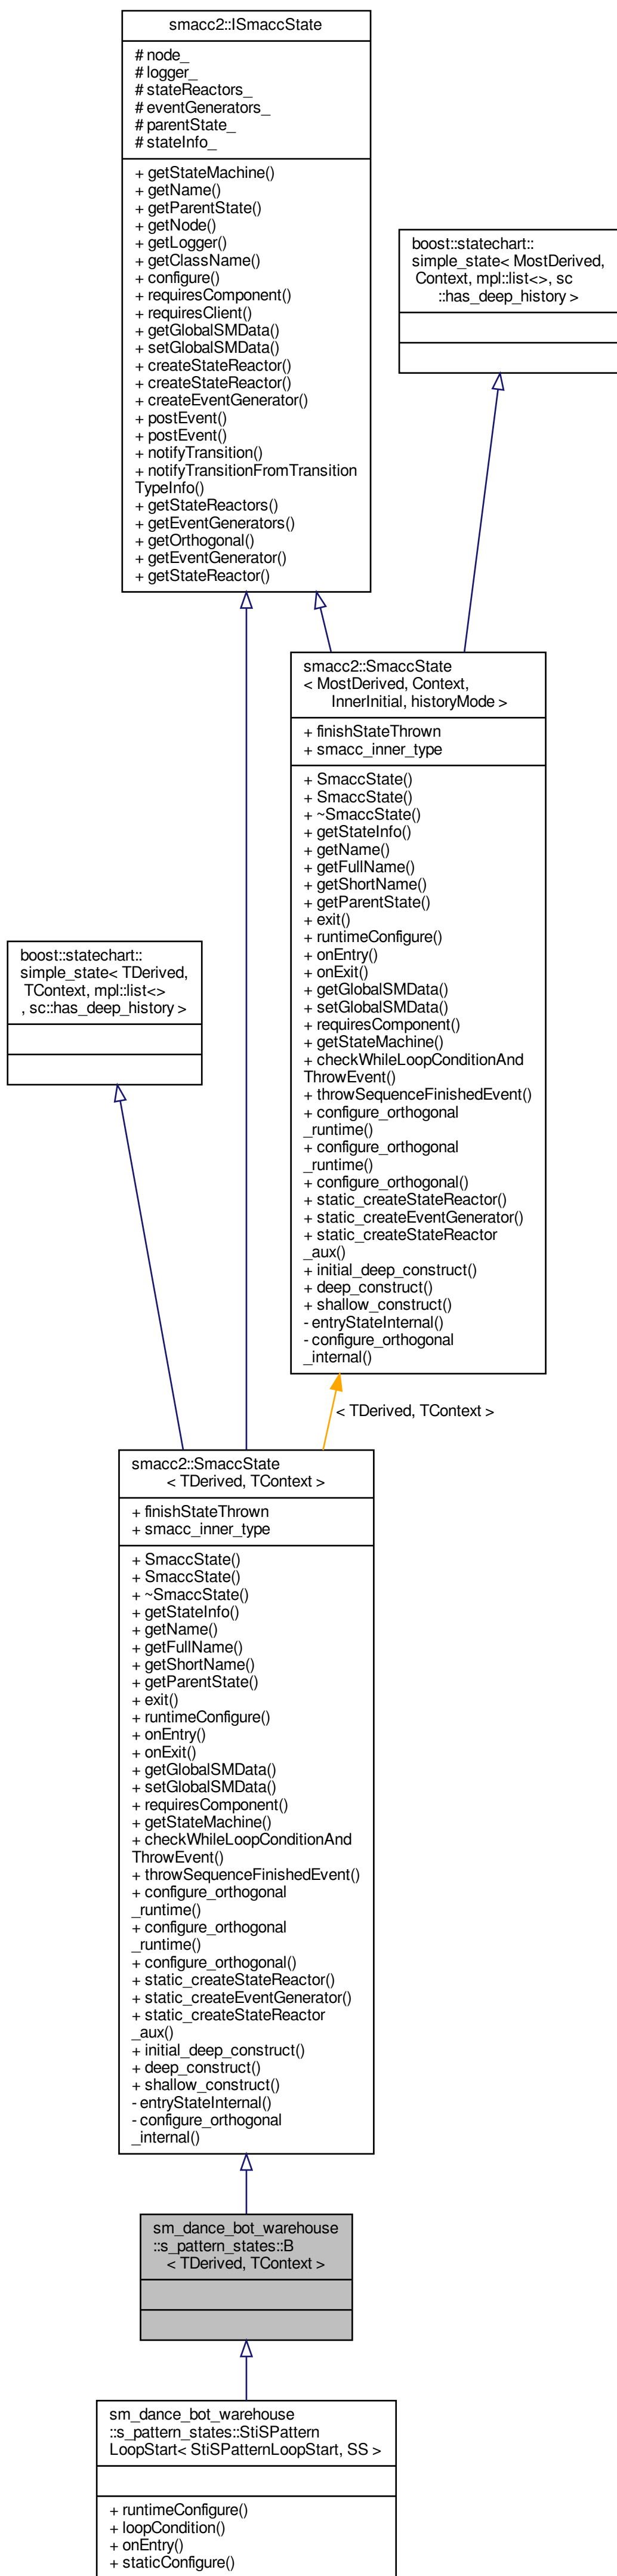 smacc2::ISmaccState
# node_
# logger_
# stateReactors_
# eventGenerators_
# parentState_
# stateInfo_
+ getStateMachine()
+ getName()
+ getParentState()
+ getNode()
+ getLogger()
+ getClassName()
+ configure()
+ requiresComponent()
+ requiresClient()
+ getGlobalSMData()
+ setGlobalSMData()
+ createStateReactor()
+ createStateReactor()
+ createEventGenerator()
+ postEvent()
+ postEvent()
+ notifyTransition()
+ notifyTransitionFromTransition
TypeInfo()
+ getStateReactors()
+ getEventGenerators()
+ getOrthogonal()
+ getEventGenerator()
+ getStateReactor()
boost::statechart::
simple_state< MostDerived,
Context, mpl::list<>, sc
::has_deep_history >
smacc2::SmaccState
< MostDerived, Context,
InnerInitial, historyMode >
+ finishStateThrown
+ smacc_inner_type
+ SmaccState()
+ SmaccState()
+ ~SmaccState()
+ getStateInfo()
+ getName()
+ getFullName()
+ getShortName()
+ getParentState()
+ exit()
+ runtimeConfigure()
+ onEntry()
+ onExit()
+ getGlobalSMData()
+ setGlobalSMData()
+ requiresComponent()
+ getStateMachine()
+ checkWhileLoopConditionAnd
ThrowEvent()
+ throwSequenceFinishedEvent()
+ configure_orthogonal
_runtime()
+ configure_orthogonal
_runtime()
+ configure_orthogonal()
+ static_createStateReactor()
+ static_createEventGenerator()
+ static_createStateReactor
_aux()
+ initial_deep_construct()
+ deep_construct()
+ shallow_construct()
- entryStateInternal()
- configure_orthogonal
_internal()
boost::statechart::
simple_state< TDerived,
TContext, mpl::list<>
, sc::has_deep_history >
< TDerived, TContext >
smacc2::SmaccState
< TDerived, TContext >
+ finishStateThrown
+ smacc_inner_type
+ SmaccState()
+ SmaccState()
+ ~SmaccState()
+ getStateInfo()
+ getName()
+ getFullName()
+ getShortName()
+ getParentState()
+ exit()
+ runtimeConfigure()
+ onEntry()
+ onExit()
+ getGlobalSMData()
+ setGlobalSMData()
+ requiresComponent()
+ getStateMachine()
+ checkWhileLoopConditionAnd
ThrowEvent()
+ throwSequenceFinishedEvent()
+ configure_orthogonal
_runtime()
+ configure_orthogonal
_runtime()
+ configure_orthogonal()
+ static_createStateReactor()
+ static_createEventGenerator()
+ static_createStateReactor
_aux()
+ initial_deep_construct()
+ deep_construct()
+ shallow_construct()
- entryStateInternal()
- configure_orthogonal
_internal()
sm_dance_bot_warehouse
::s_pattern_states::B
< TDerived, TContext >
sm_dance_bot_warehouse
::s_pattern_states::StiSPattern
LoopStart< StiSPatternLoopStart, SS >
+ runtimeConfigure()
+ loopCondition()
+ onEntry()
+ staticConfigure()